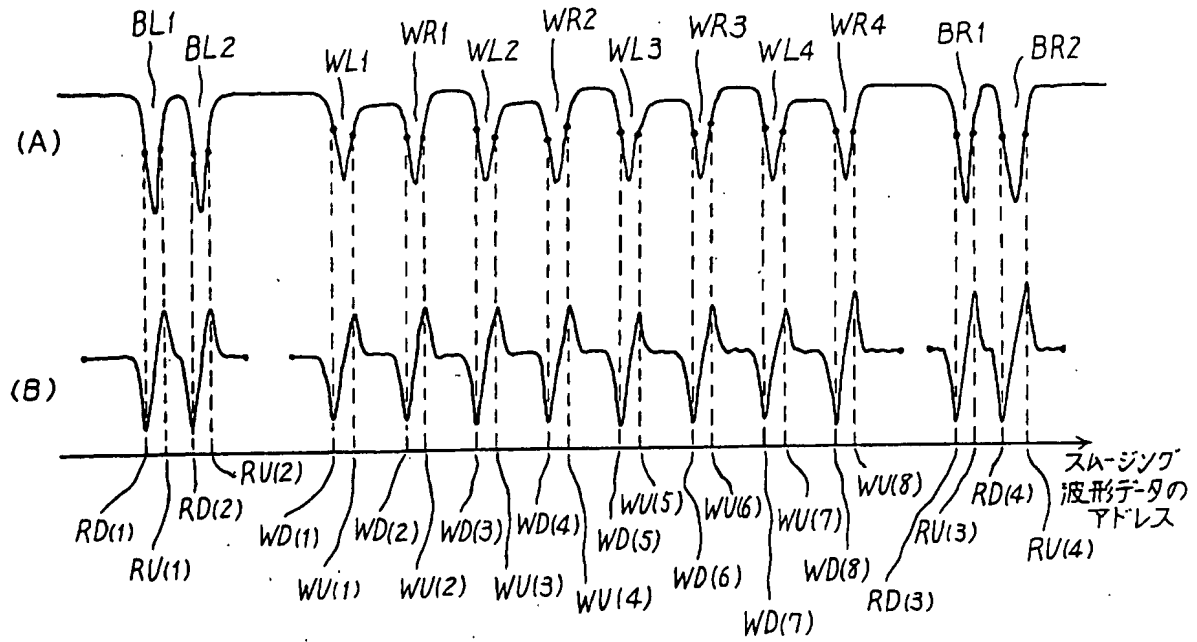 BL1
BL2
WL1
WR1
WL2
WR2
WL3
WR3
WL4
WR4
BR1
BR2
(A)
(B)
RD(1)
RU(1)
RD(2)
RU(2)
WD(1)
WU(1)
WD(2)
WU(2)
WD(3)
WU(3)
WD(4)
WU(4)
WD(5)
WU(5)
WD(6)
WU(6)
WD(7)
WU(7)
WD(8)
WU(8)
RD(3)
RU(3)
RD(4)
RU(4)
スムージング
波形データの
アドレス